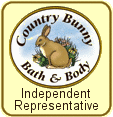 Country Bunny
Bath & Body
Independent
Representative